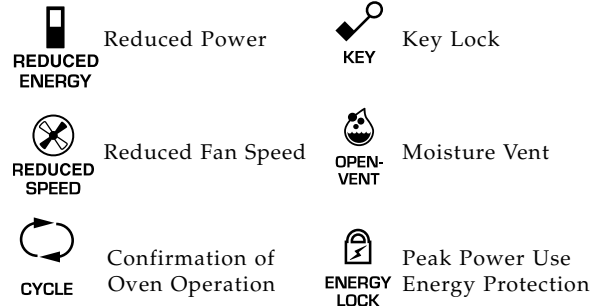 REDUCED
ENERGY
Reduced Power
KEY
Key Lock
REDUCED
SPEED
Reduced Fan Speed
OPEN-
VENT
Moisture Vent
CYCLE
Confirmation of
Oven Operation
ENERGY
LOCK
Peak Power Use
Energy Protection